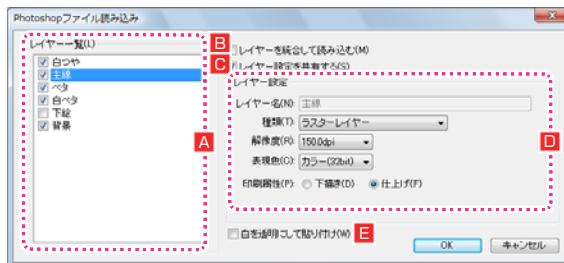 Photoshopファイル読み込み
レイヤー一覧(L)
白つや
主線
ベタ
白ベタ
下絵
背景
A
B
レイヤーを統合して読み込む(M)
C
レイヤー設定を共有する(S)
レイヤー設定
レイヤー名(N):
主線
種類(T):
ラスターレイヤー
解像度(R):
150.0dpi
表現色(C):
カラー(32bit)
印刷属性(P):
下描き(D)
仕上げ(F)
D
白を透明にして貼り付け(W)
E
OK
キャンセル